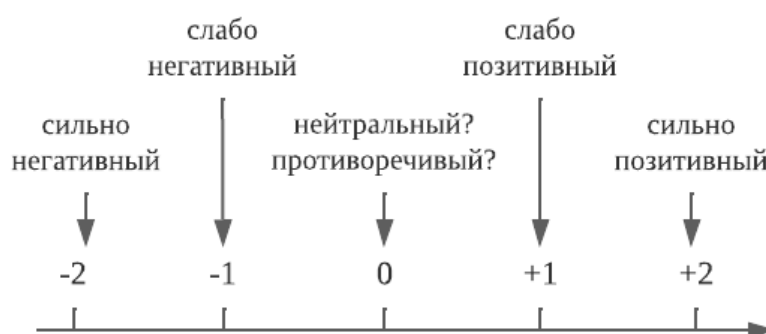 слабо
негативный
слабо
позитивный
сильно
негативный
нейтральный?
противоречивый?
сильно
позитивный
-2
-1
0
+1
+2